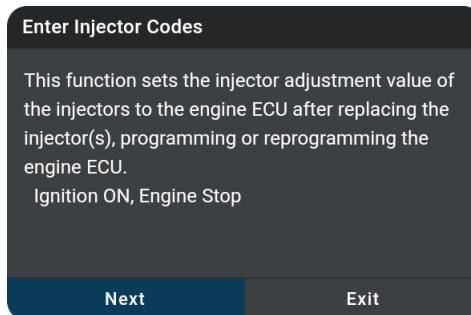 Enter Injector Codes
This function sets the injector adjustment value of
the injectors to the engine ECU after replacing the
injector(s), programming or reprogramming the
engine ECU.
Ignition ON, Engine Stop
Next
Exit